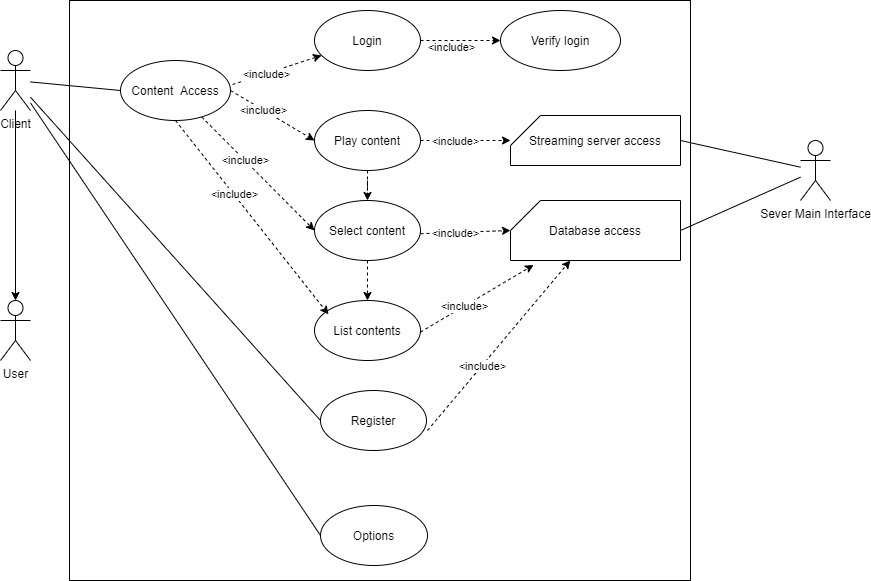 Login
<include>
Verify login
<include>
Content  Access
<include>
Client
Play content
<include>
Streaming server access
<include>
<include>
Sever Main Interface
Select content
<include>
Database access
<include>
List contents
User
<include>
Register
Options